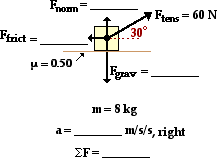 Fnorm = ________
Ftens = 60 N
30°
Ffrict = ________
μ = 0.50
Fgrav = ________
m = 8 kg
a = ________ m/s/s, right
ΣF = ________